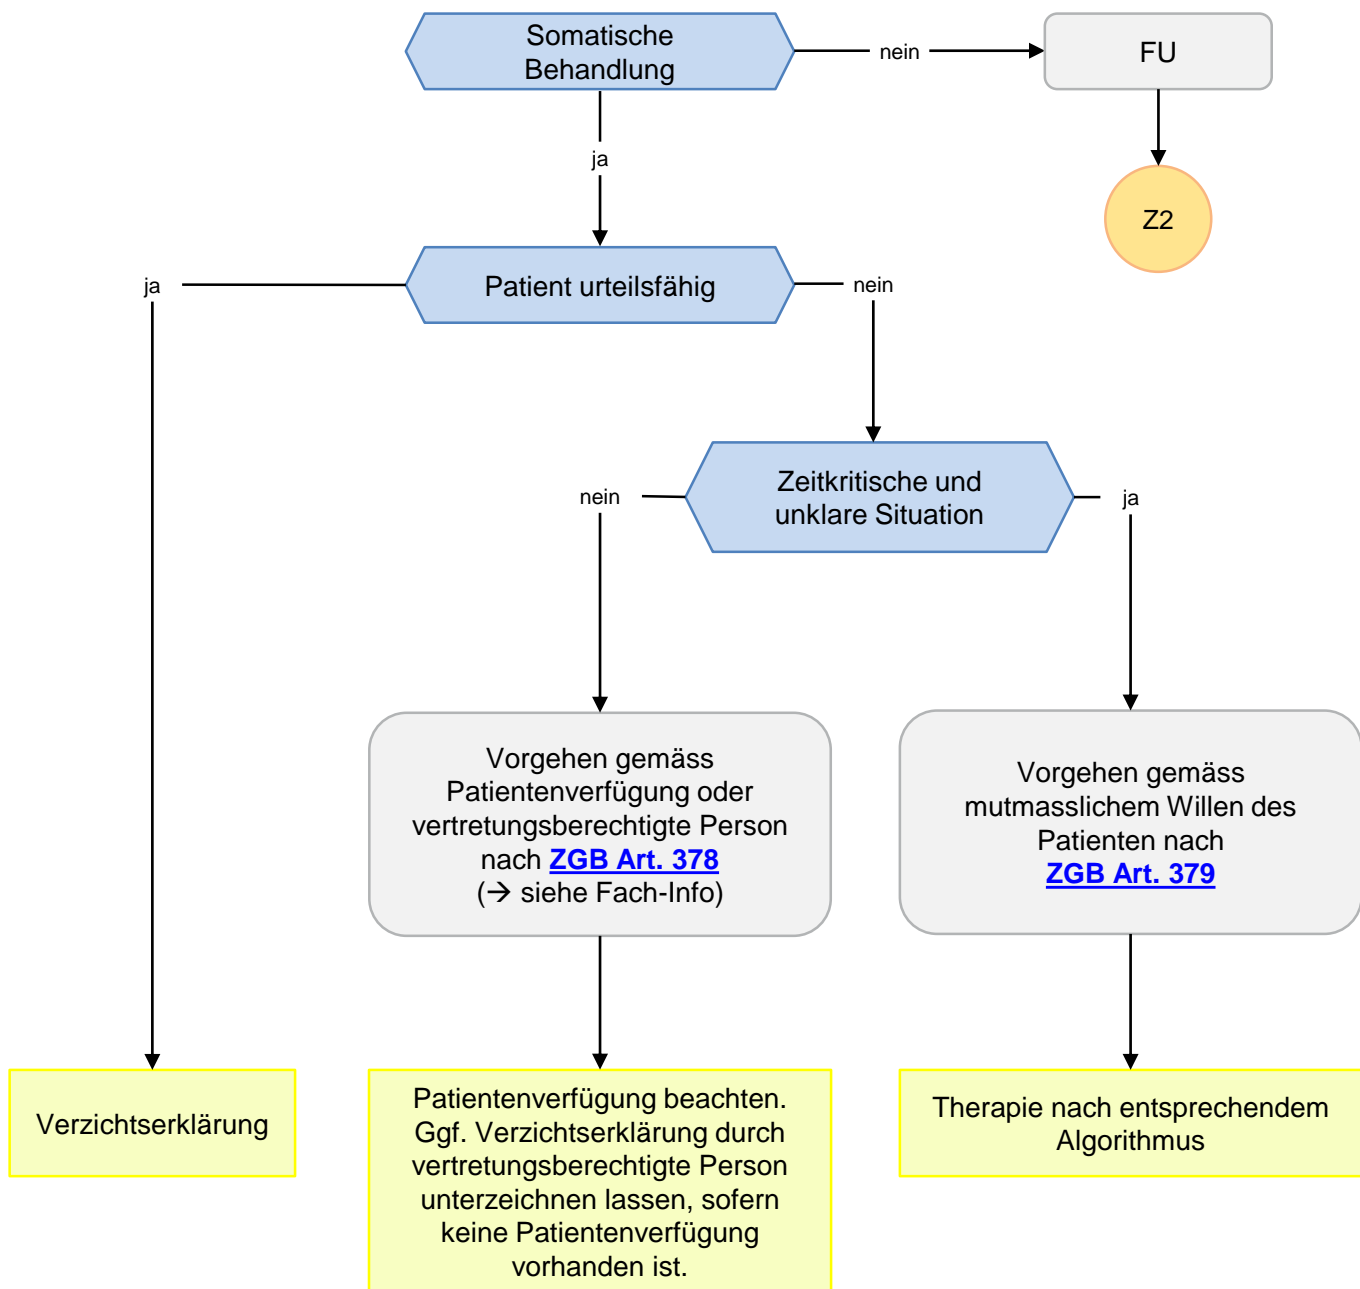 Somatische
Behandlung
nein
FU
ja
Z2
ja
Patient urteilsfähig
nein
nein
Zeitkritische und
unklare Situation
ja
Vorgehen gemäss
Patientenverfügung oder
vertretungsberechtigte Person
nach ZGB Art. 378
(→ siehe Fach-Info)
Vorgehen gemäss
mutmasslichem Willen des
Patienten nach
ZGB Art. 379
Verzichtserklärung
Patientenverfügung beachten.
Ggf. Verzichtserklärung durch
vertretungsberechtigte Person
unterzeichnen lassen, sofern
keine Patientenverfügung
vorhanden ist.
Therapie nach entsprechendem
Algorithmus